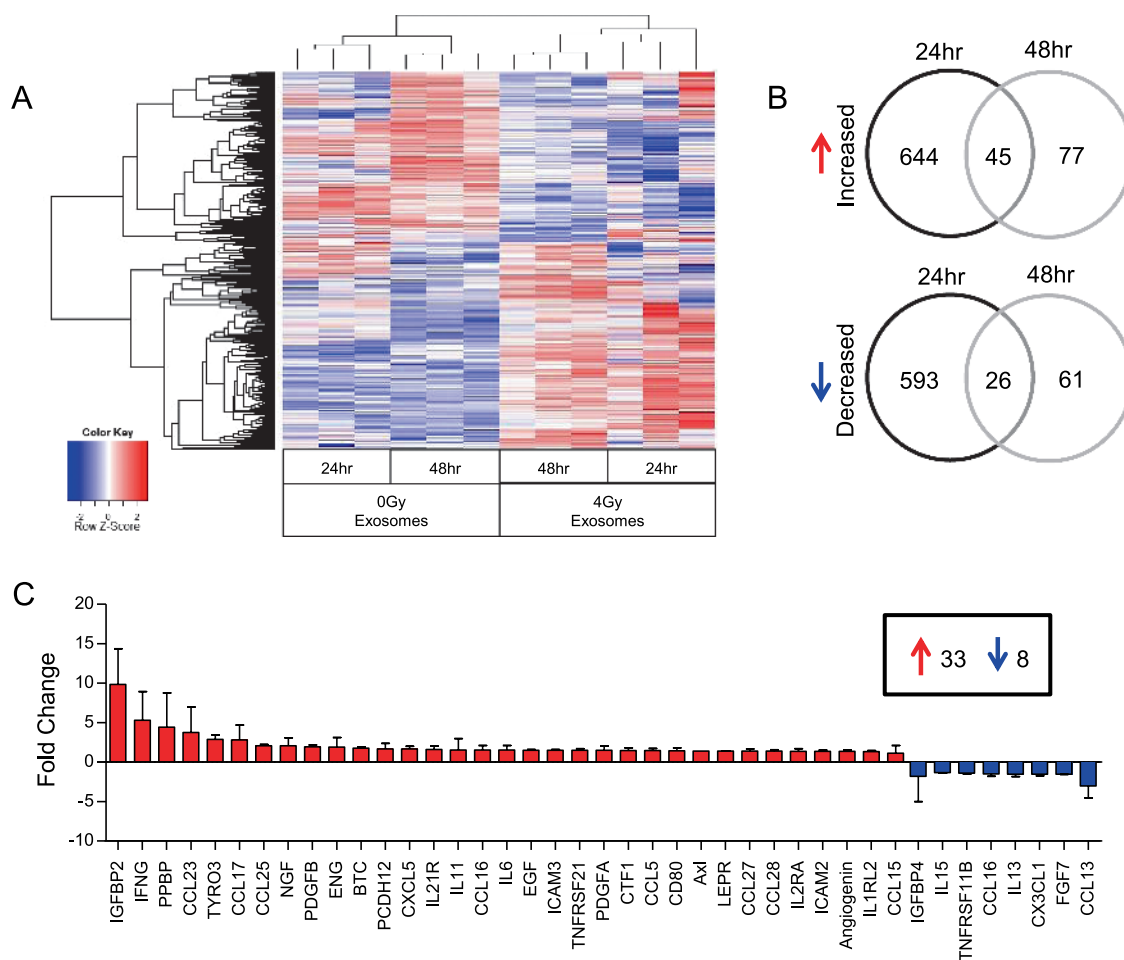 A
Color Key
-2 0 2
Row Z-Score
24hr 48hr 48hr 24hr
0Gy
Exosomes
4Gy
Exosomes
B
24hr 48hr
Increased
644 45 77
24hr 48hr
Decreased
593 26 61
C
Fold Change
20
15
10
5
0
-5
-10
33 8
IGFBP2
IFNG
PPBP
CCL23
TYRO3
CCL17
CCL25
NGF
PDGFB
ENG
BTC
PCDH12
CXCL5
IL21R
IL11
CCL16
IL6
EGF
ICAM3
TNFRSF21
PDGFA
CTF1
CCL5
CD80
Axl
LEPR
CCL27
CCL28
IL2RA
ICAM2
Angiogenin
IL1RL2
CCL15
IGFBP4
IL15
TNFRSF11B
CCL16
IL13
CX3CL1
FGF7
CCL13